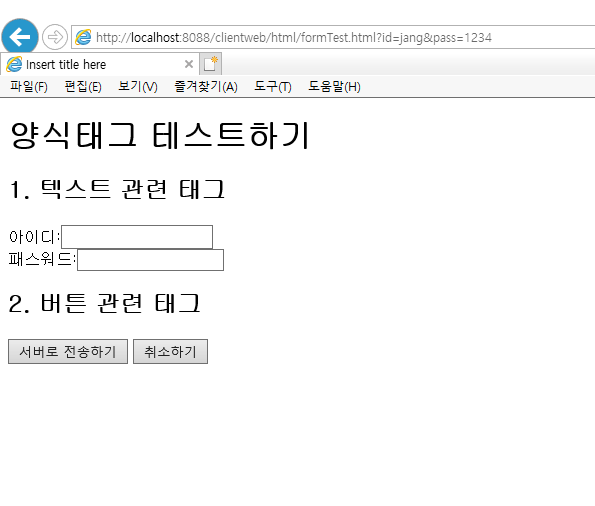 http://localhost:8088/clientweb/html/formTest.html?id=jang&pass=1234
Insert title here
파일(F) 편집(E) 보기(V) 즐겨찾기(A) 도구(T) 도움말(H)
양식태그 테스트하기
1. 텍스트 관련 태그
아이디:
패스워드:
2. 버튼 관련 태그
서버로 전송하기 취소하기